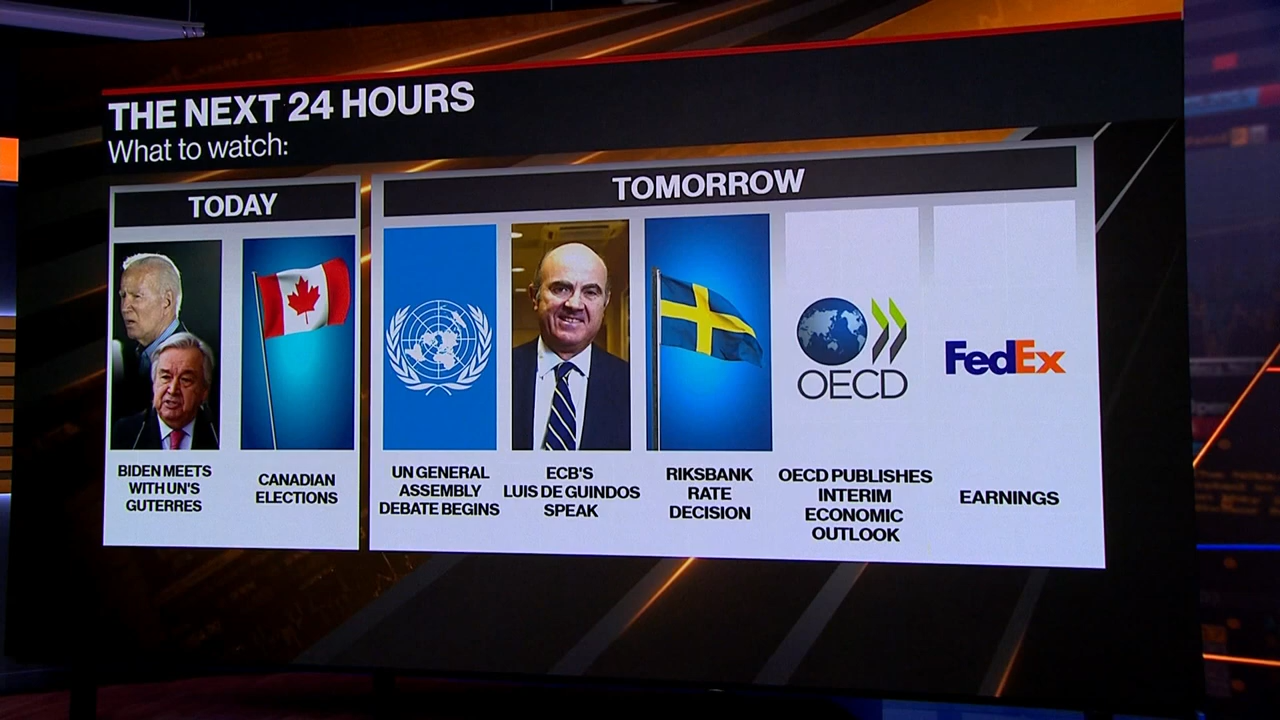 THE NEXT 24 HOURS
What to watch:
TODAY
BIDEN MEETS
WITH UN'S
GUTERRES
CANADIAN
ELECTIONS
TOMORROW
UN GENERAL
ASSEMBLY
DEBATE BEGINS
ECB'S
LUIS DE GUINDOS
SPEAK
RIKSBANK
RATE
DECISION
OECD
OECD PUBLISHES
INTERIM
ECONOMIC
OUTLOOK
FedEx
EARNINGS